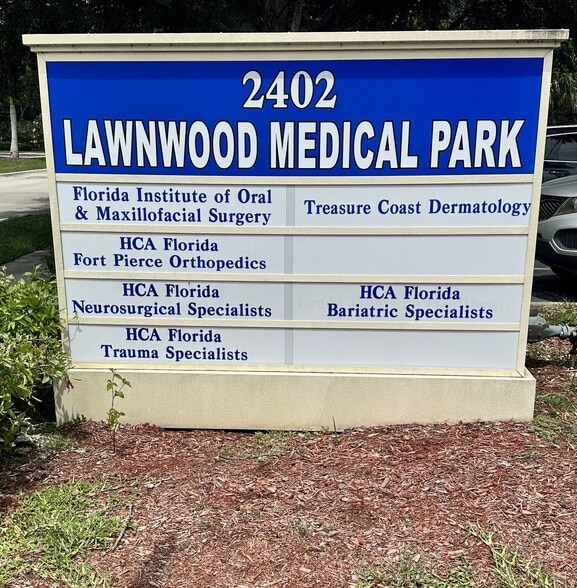 2402
LAWNWOOD MEDICAL PARK
Florida Institute of Oral
& Maxillofacial Surgery
Treasure Coast Dermatology
HCA Florida
Fort Pierce Orthopedics
HCA Florida
Neurosurgical Specialists
HCA Florida
Bariatric Specialists
HCA Florida
Trauma Specialists